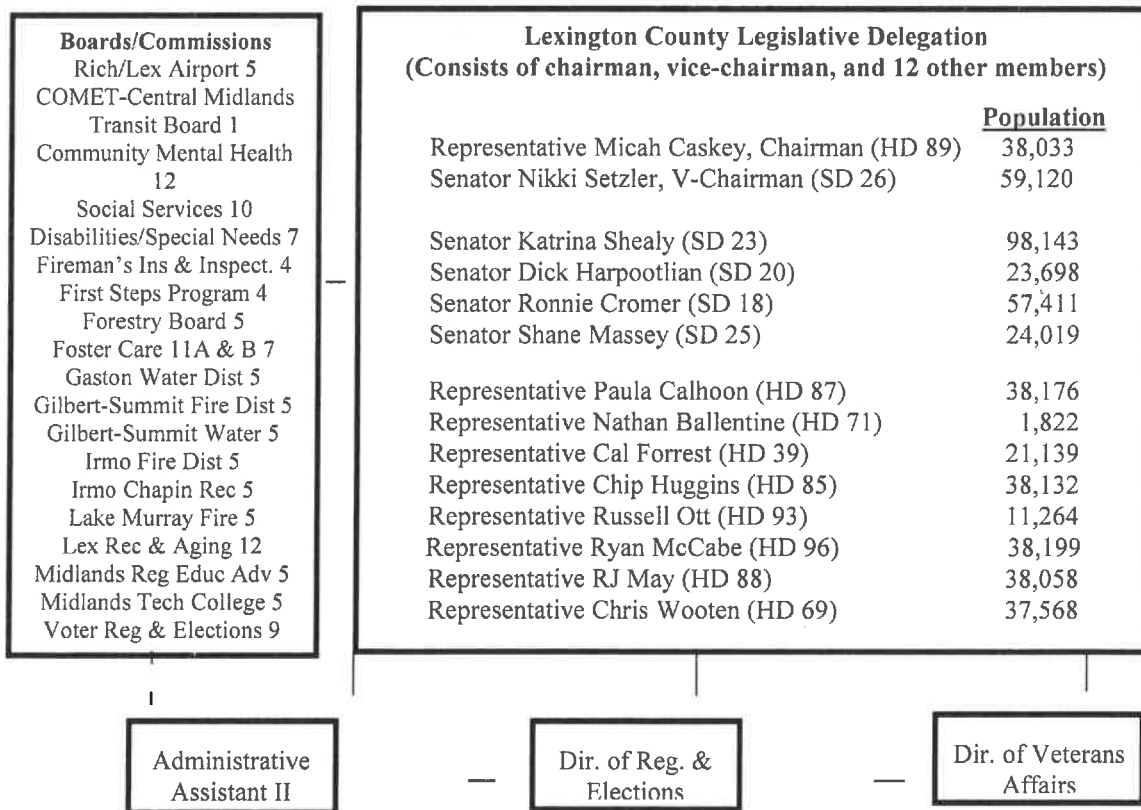 Boards/Commissions
Rich/Lex Airport 5
COMET-Central Midlands
Transit Board 1
Community Mental Health
12
Social Services 10
Disabilities/Special Needs 7
Fireman's Ins & Inspect. 4
First Steps Program 4
Forestry Board 5
Foster Care 11A & B 7
Gaston Water Dist 5
Gilbert-Summit Fire Dist 5
Gilbert-Summit Water 5
Irmo Fire Dist 5
Irmo Chapin Rec 5
Lake Murray Fire 5
Lex Rec & Aging 12
Midlands Reg Educ Adv 5
Midlands Tech College 5
Voter Reg & Elections 9
Lexington County Legislative Delegation
(Consists of chairman, vice-chairman, and 12 other members)
Population
Representative Micah Caskey, Chairman (HD 89) 38,033
Senator Nikki Setzler, V-Chairman (SD 26) 59,120
Senator Katrina Shealy (SD 23) 98,143
Senator Dick Harpootlian (SD 20) 23,698
Senator Ronnie Cromer (SD 18) 57,411
Senator Shane Massey (SD 25) 24,019
Representative Paula Calhoon (HD 87) 38,176
Representative Nathan Ballentine (HD 71) 1,822
Representative Cal Forrest (HD 39) 21,139
Representative Chip Huggins (HD 85) 38,132
Representative Russell Ott (HD 93) 11,264
Representative Ryan McCabe (HD 96) 38,199
Representative RJ May (HD 88) 38,058
Representative Chris Wooten (HD 69) 37,568
Administrative
Assistant II
Dir. of Reg. &
Elections
Dir. of Veterans
Affairs